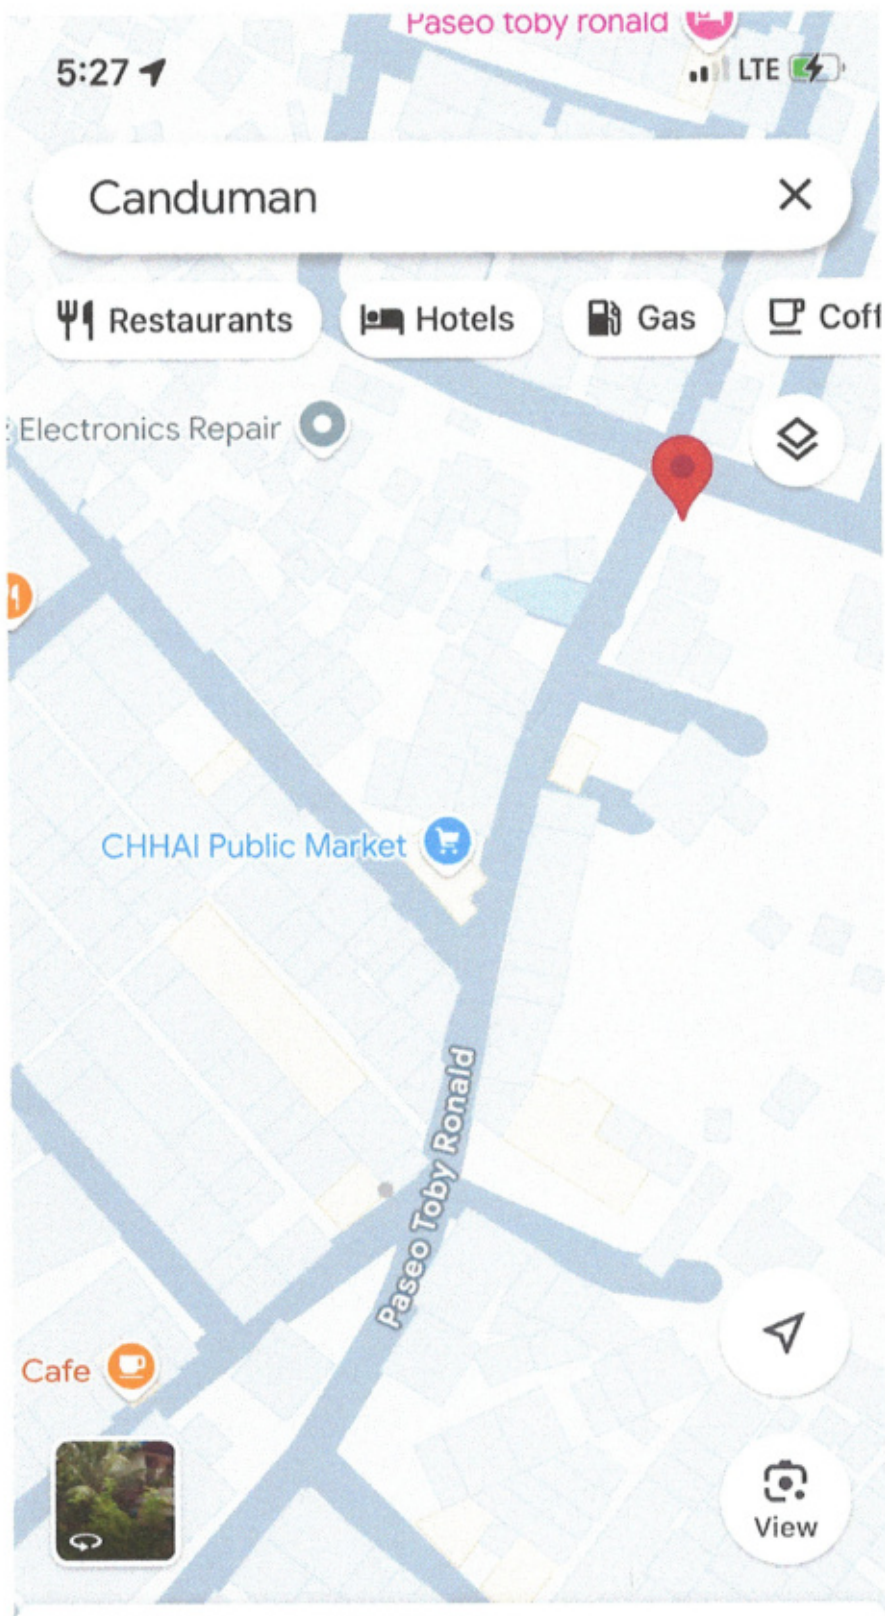 Paseo toby ronald
5:27
LTE
Canduman
Restaurants
Hotels
Gas
Coff
Electronics Repair
CHHAI Public Market
Paseo Toby Ronald
Cafe
View